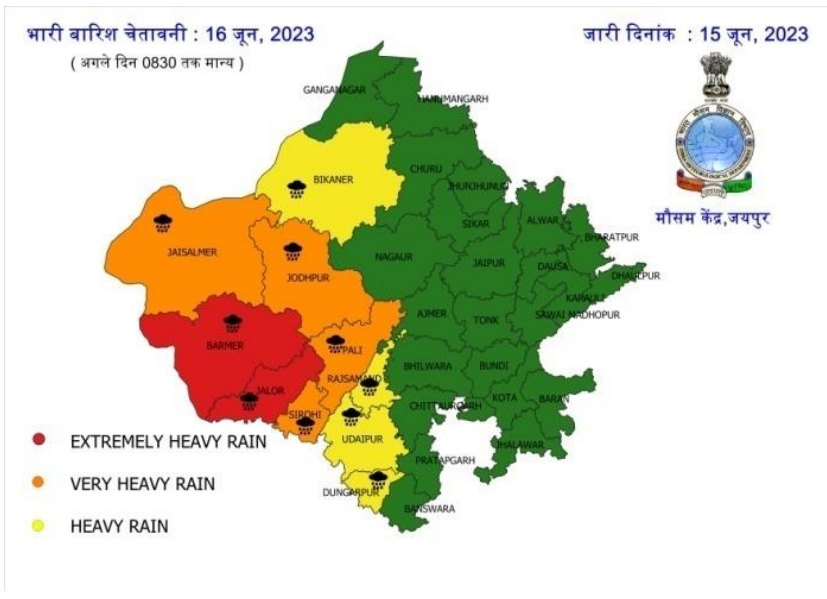 भारी बारिश चेतावनी : 16 जून, 2023
( अगले दिन 0830 तक मान्य )
जारी दिनांक : 15 जून, 2023
मौसम केंद्र,जयपुर
GANGANAGAR
HANUMANGARH
BIKANER
CHURU
JHUNJHUNU
SIKAR
ALWAR
BHARATPUR
JAISALMER
JODHPUR
NAGAUR
JAIPUR
DAUSA
DHAULPUR
KARAULI
SAWAI MADHOPUR
AJMER
TONK
BARMER
PALI
RAJSAMAND
BHILWARA
BUNDI
JALOR
SIROHI
UDAIPUR
CHITTAURGARH
KOTA
BARAN
JHALAWAR
PRATAPGARH
DUNGARPUR
BANSWARA
EXTREMELY HEAVY RAIN
VERY HEAVY RAIN
HEAVY RAIN